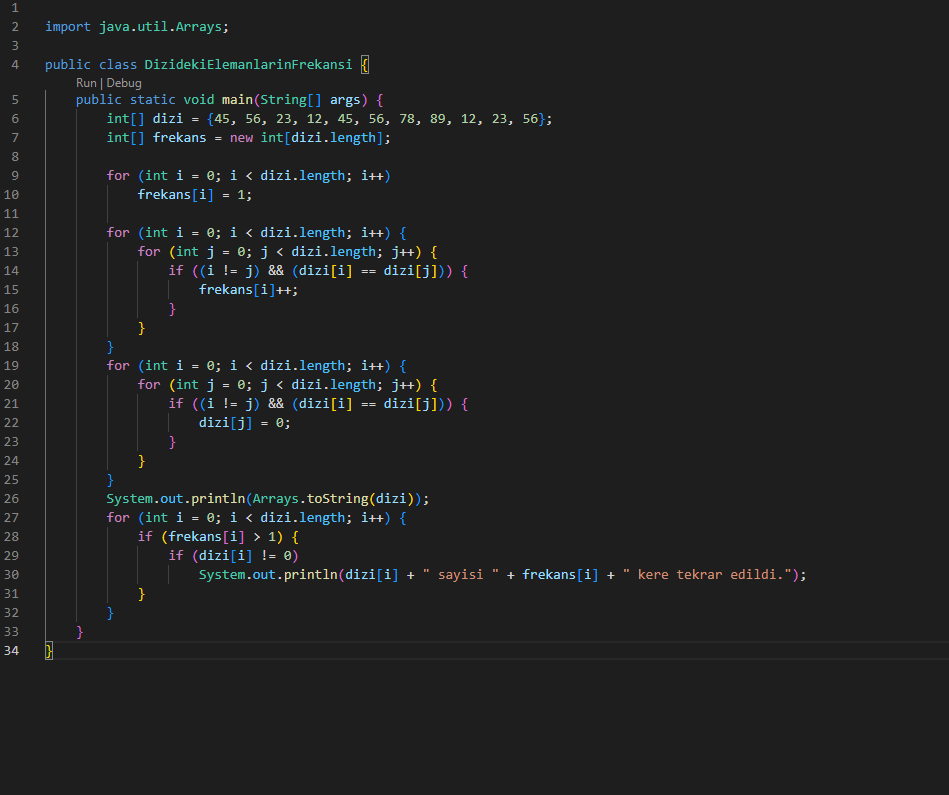 1
2 import java.util.Arrays;
3
4 public class DizidekiElemanlarinFrekansi {
Run | Debug
5 public static void main(String[] args) {
6 int[] dizi = {45, 56, 23, 12, 45, 56, 78, 89, 12, 23, 56};
7 int[] frekans = new int[dizi.length];
8
9 for (int i = 0; i < dizi.length; i++)
10 frekans[i] = 1;
11
12 for (int i = 0; i < dizi.length; i++) {
13 for (int j = 0; j < dizi.length; j++) {
14 if ((i != j) && (dizi[i] == dizi[j])) {
15 frekans[i]++;
16 }
17 }
18 }
19 for (int i = 0; i < dizi.length; i++) {
20 for (int j = 0; j < dizi.length; j++) {
21 if ((i != j) && (dizi[i] == dizi[j])) {
22 dizi[j] = 0;
23 }
24 }
25 }
26 System.out.println(Arrays.toString(dizi));
27 for (int i = 0; i < dizi.length; i++) {
28 if (frekans[i] > 1) {
29 if (dizi[i] != 0)
30 System.out.println(dizi[i] + " sayisi " + frekans[i] + " kere tekrar edildi.");
31 }
32 }
33 }
34 }